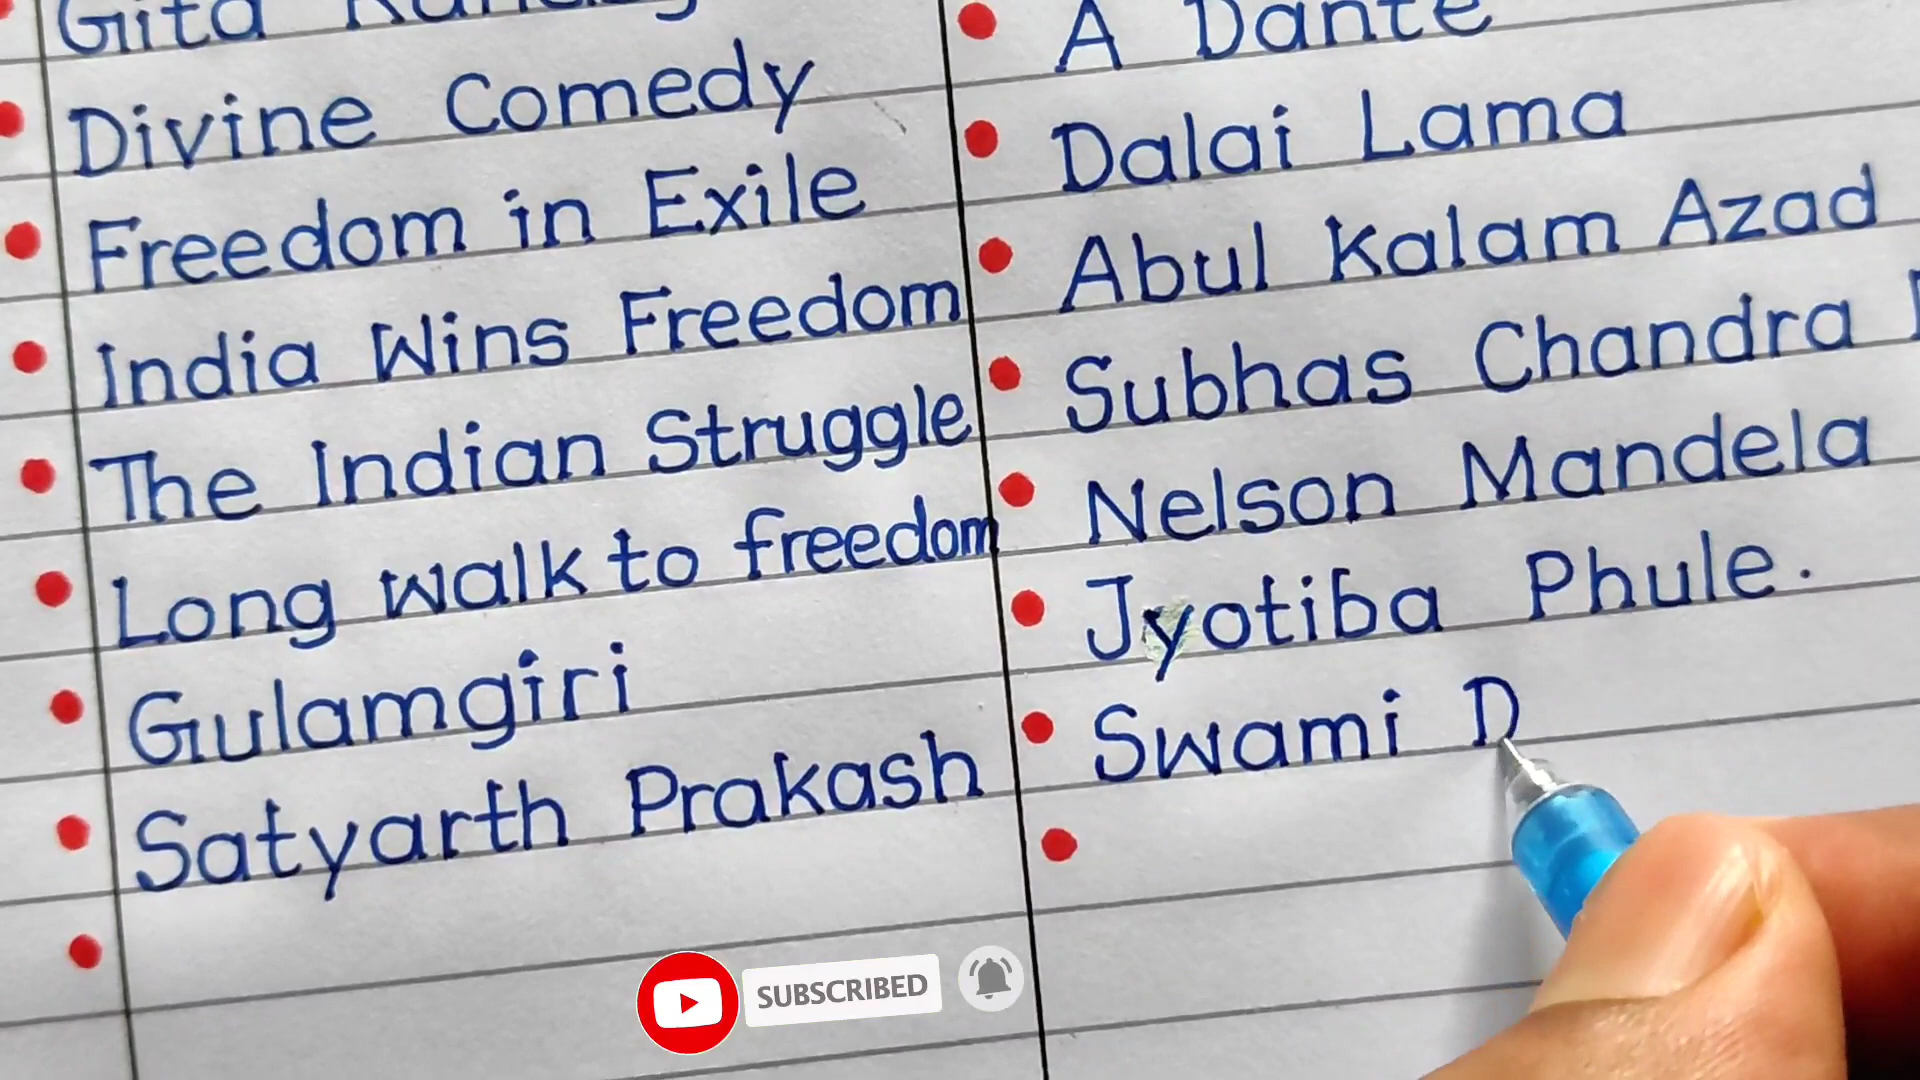 Gita A Dante
Divine Comedy Dalai Lama
Freedom in Exile Abul Kalam Azad
India Wins Freedom Subhas Chandra
The Indian Struggle Nelson Mandela
Long walk to freedom Jyotiba Phule.
Gulamgiri Swami D
Satyarth Prakash
SUBSCRIBED